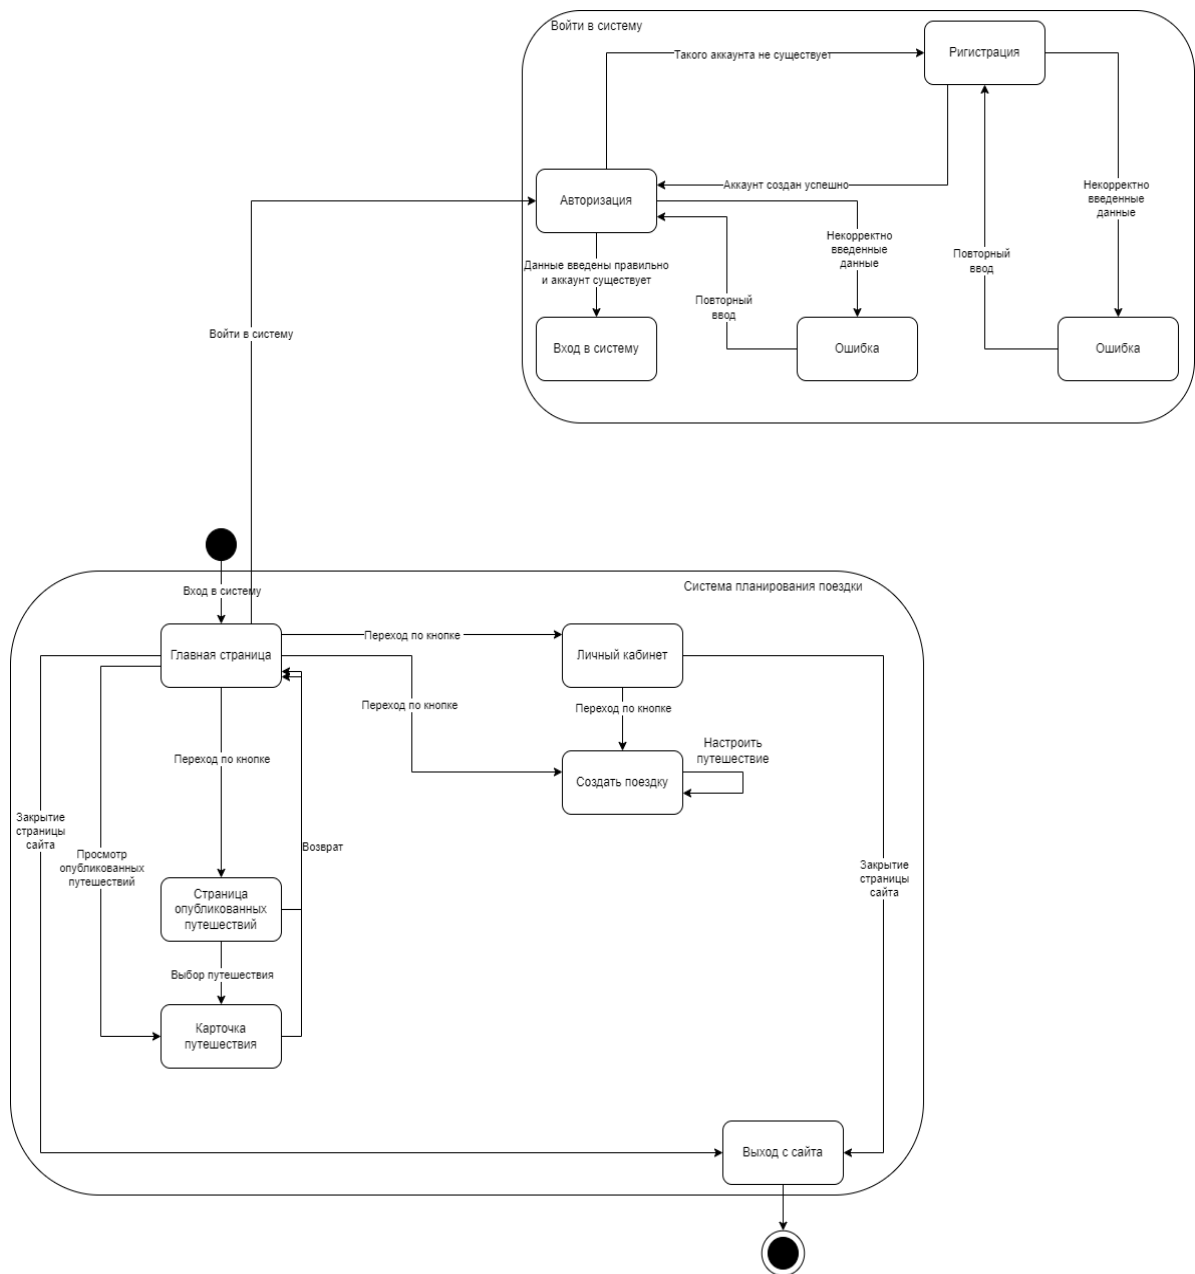 Войти в систему
Ригистрация
Такого аккаунта не существует
Аккаунт создан успешно
Некорректно
введенные
данные
Авторизация
Некорректно
введенные
данные
Повторный
ввод
Данные введены правильно
и аккаунт существует
Повторный
ввод
Войти в систему
Вход в систему
Ошибка
Ошибка
Система планирования поездки
Вход в систему
Переход по кнопке
Главная страница
Личный кабинет
Переход по кнопке
Переход по кнопке
Настроить
путешествие
Переход по кнопке
Создать поездку
Закрытие
страницы
сайта
Просмотр
опубликованных
путешествий
Возврат
Закрытие
страницы
сайта
Страница
опубликованных
путешествий
Выбор путешествия
Карточка
путешествия
Выход с сайта